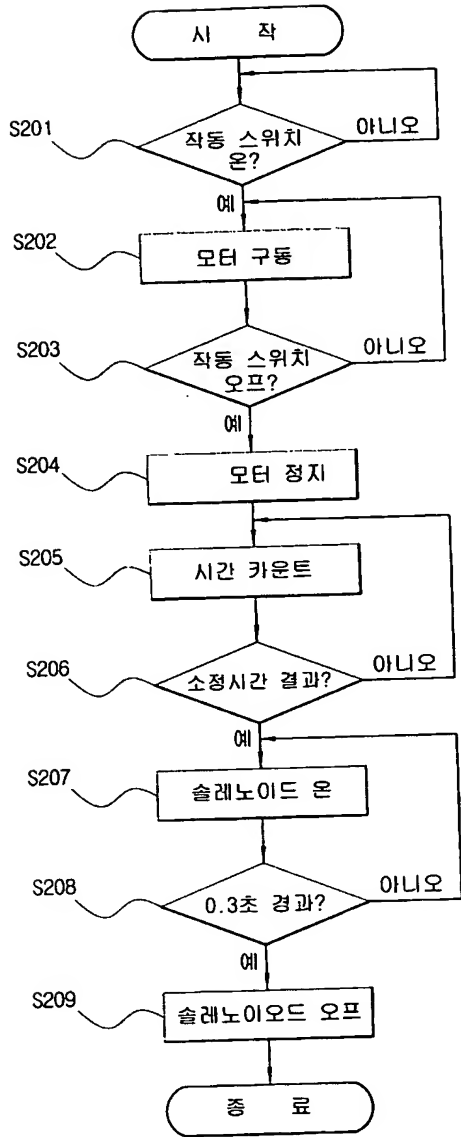 시 작
S201
작동 스위치
온?
아니오
예
S202
모터 구동
S203
작동 스위치
오프?
아니오
예
S204
모터 정지
S205
시간 카운트
S206
소정시간 결과?
아니오
예
S207
솔레노이드 온
S208
0.3초 경과?
아니오
예
S209
솔레노이오드 오프
종 료